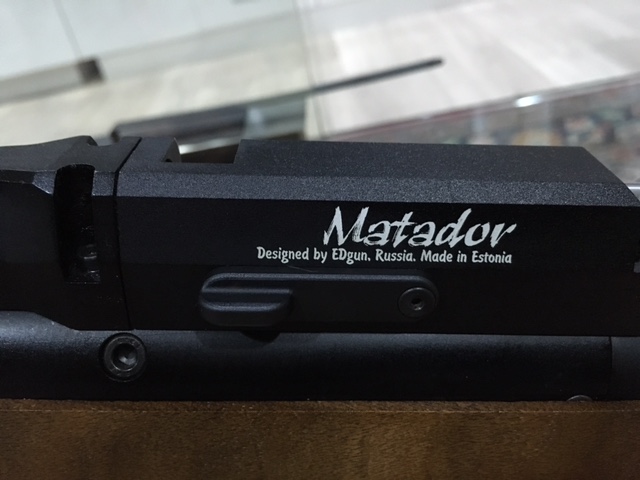 Matador
Designed by EDgun, Russia. Made in Estonia